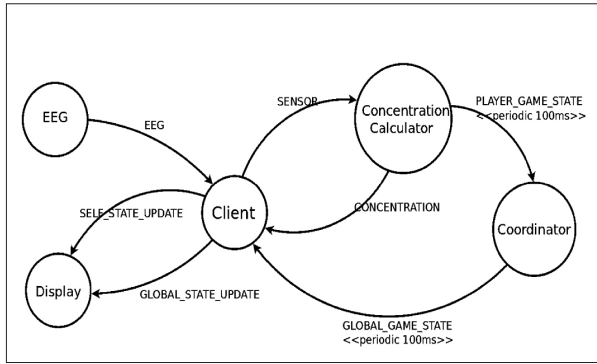 EEG
EEG
SENSOR
Concentration
Calculator
PLAYER_GAME_STATE
<<periodic 100ms>>
SELF_STATE_UPDATE
Client
CONCENTRATION
Coordinator
Display
GLOBAL_STATE_UPDATE
GLOBAL_GAME_STATE
<<periodic 100ms>>